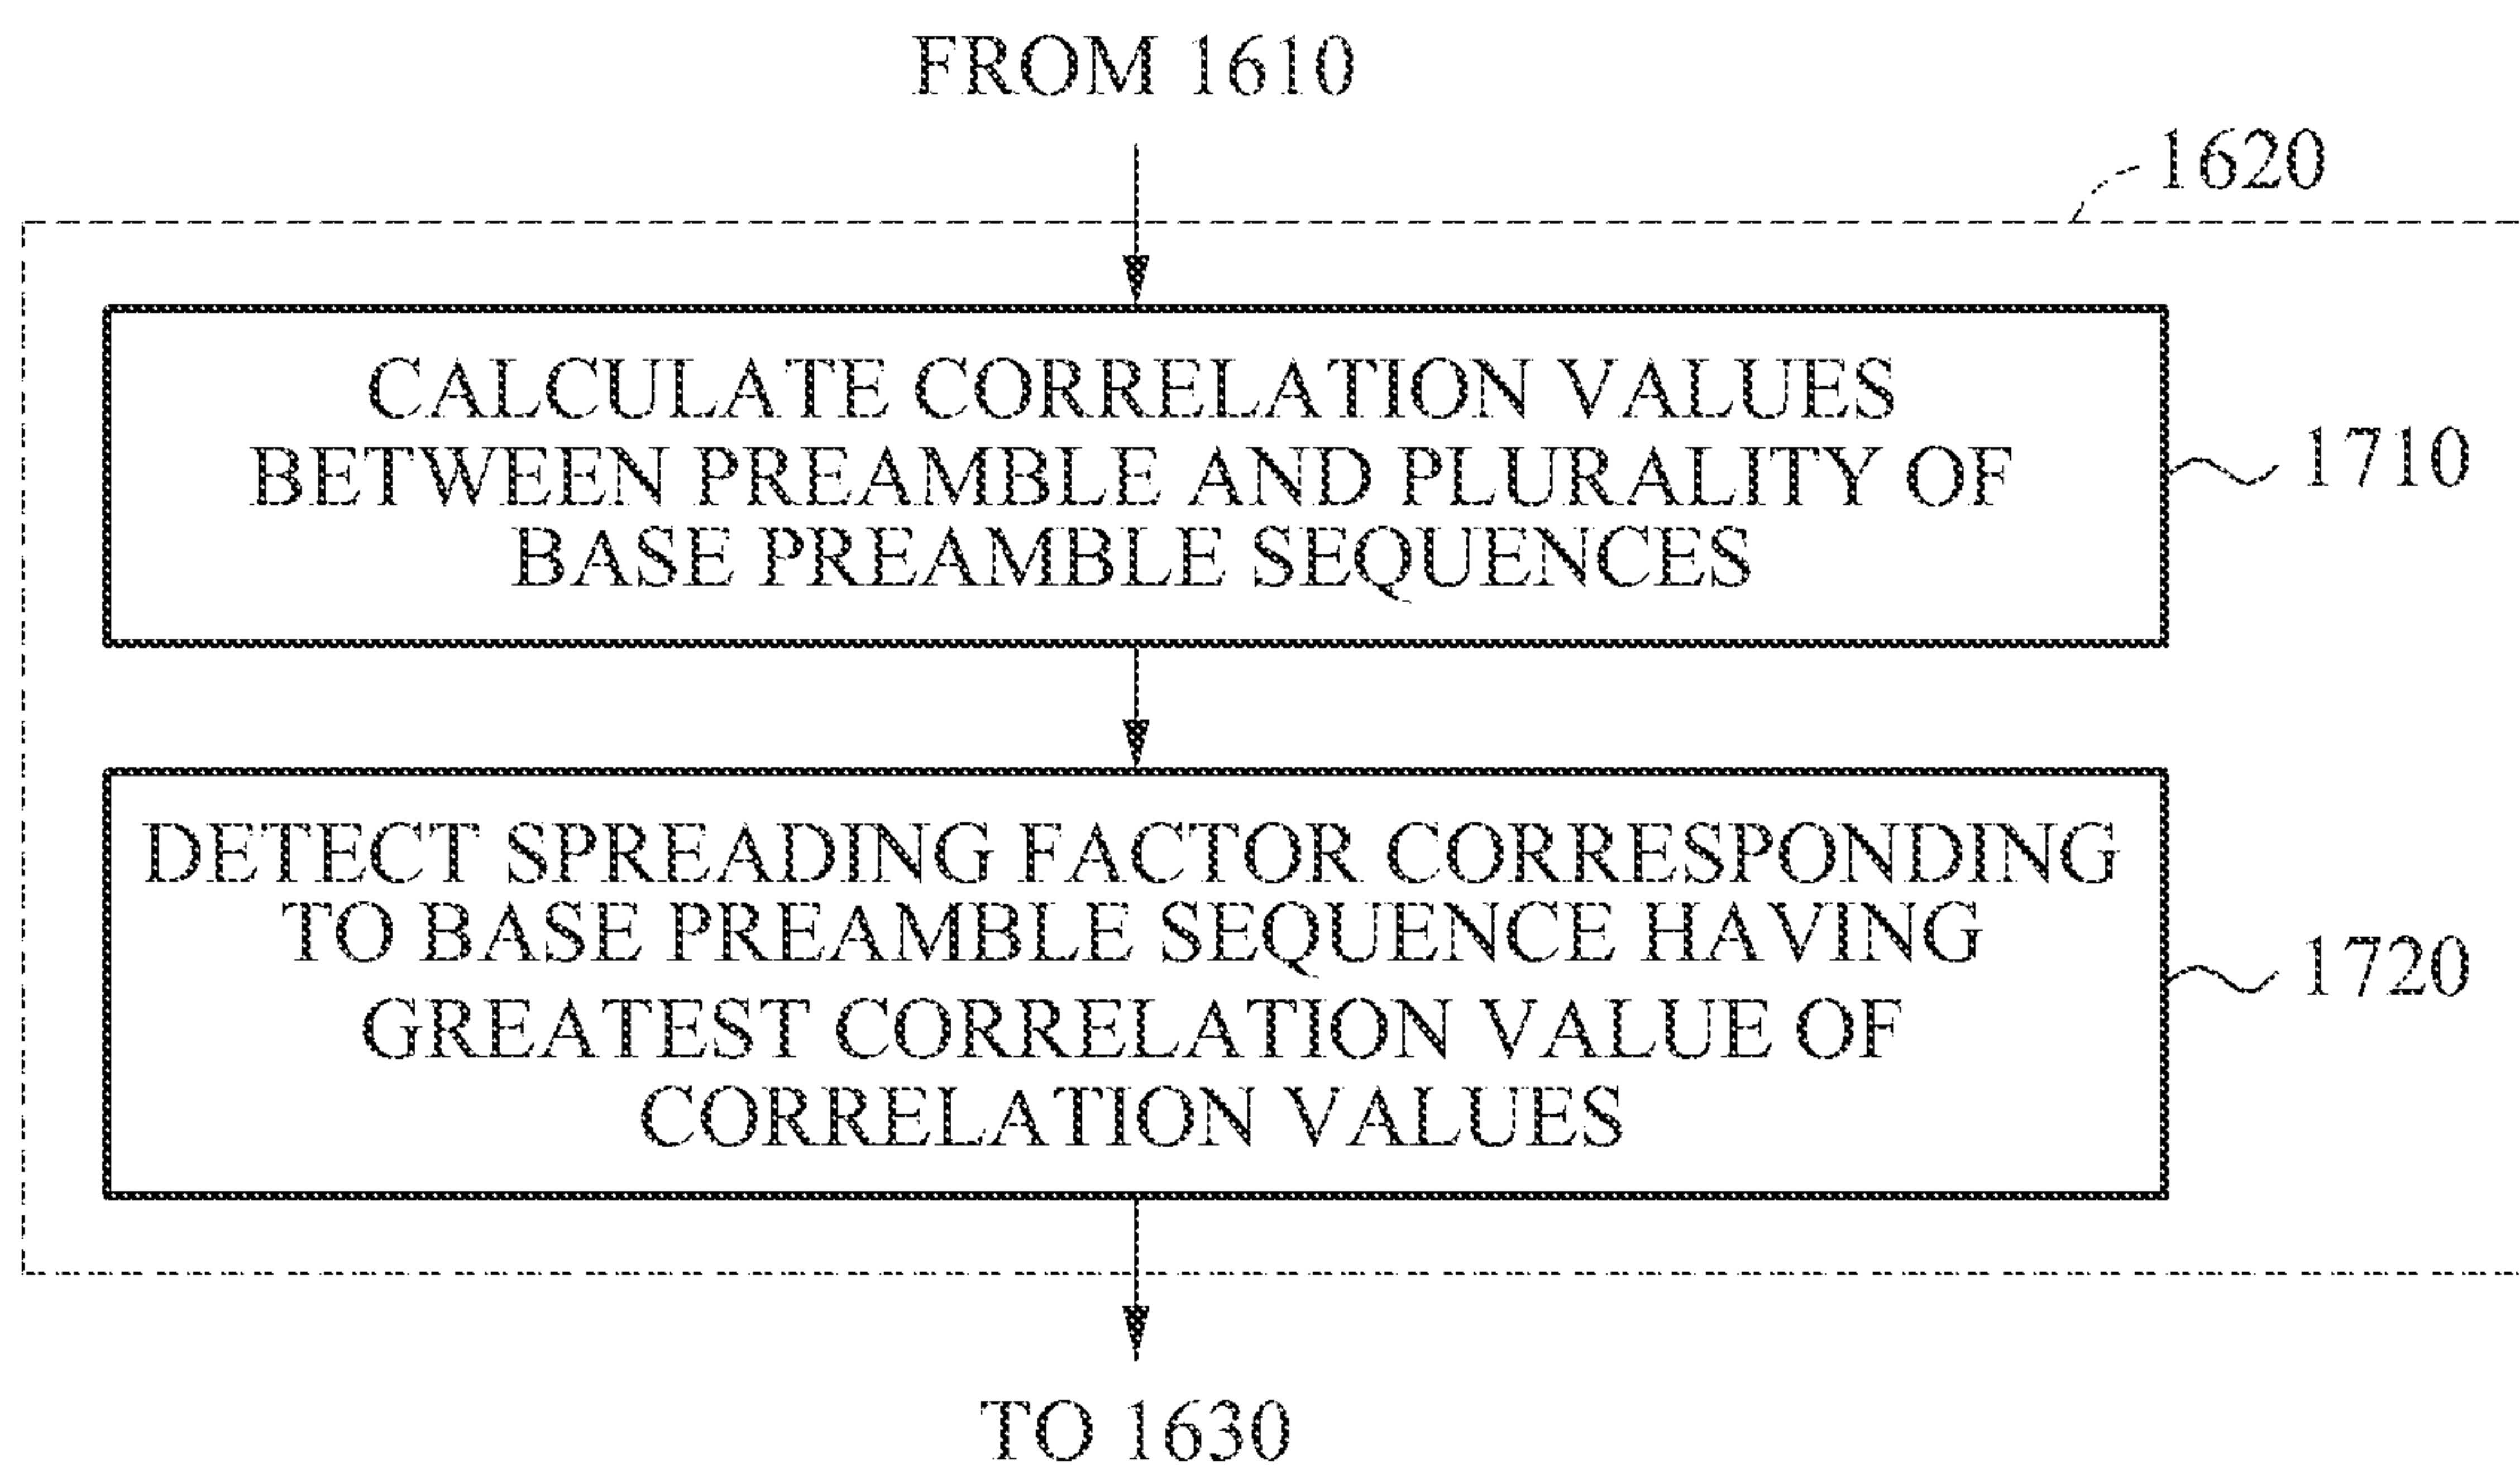 FROM 1610
1620
CALCULATE CORRELATION VALUES
BETWEEN PREAMBLE AND PLURALITY OF
BASE PREAMBLE SEQUENCES
1710
DETECT SPREADING FACTOR CORRESPONDING
TO BASE PREAMBLE SEQUENCE HAVING
GREATEST CORRELATION VALUE OF
CORRELATION VALUES
1720
TO 1630